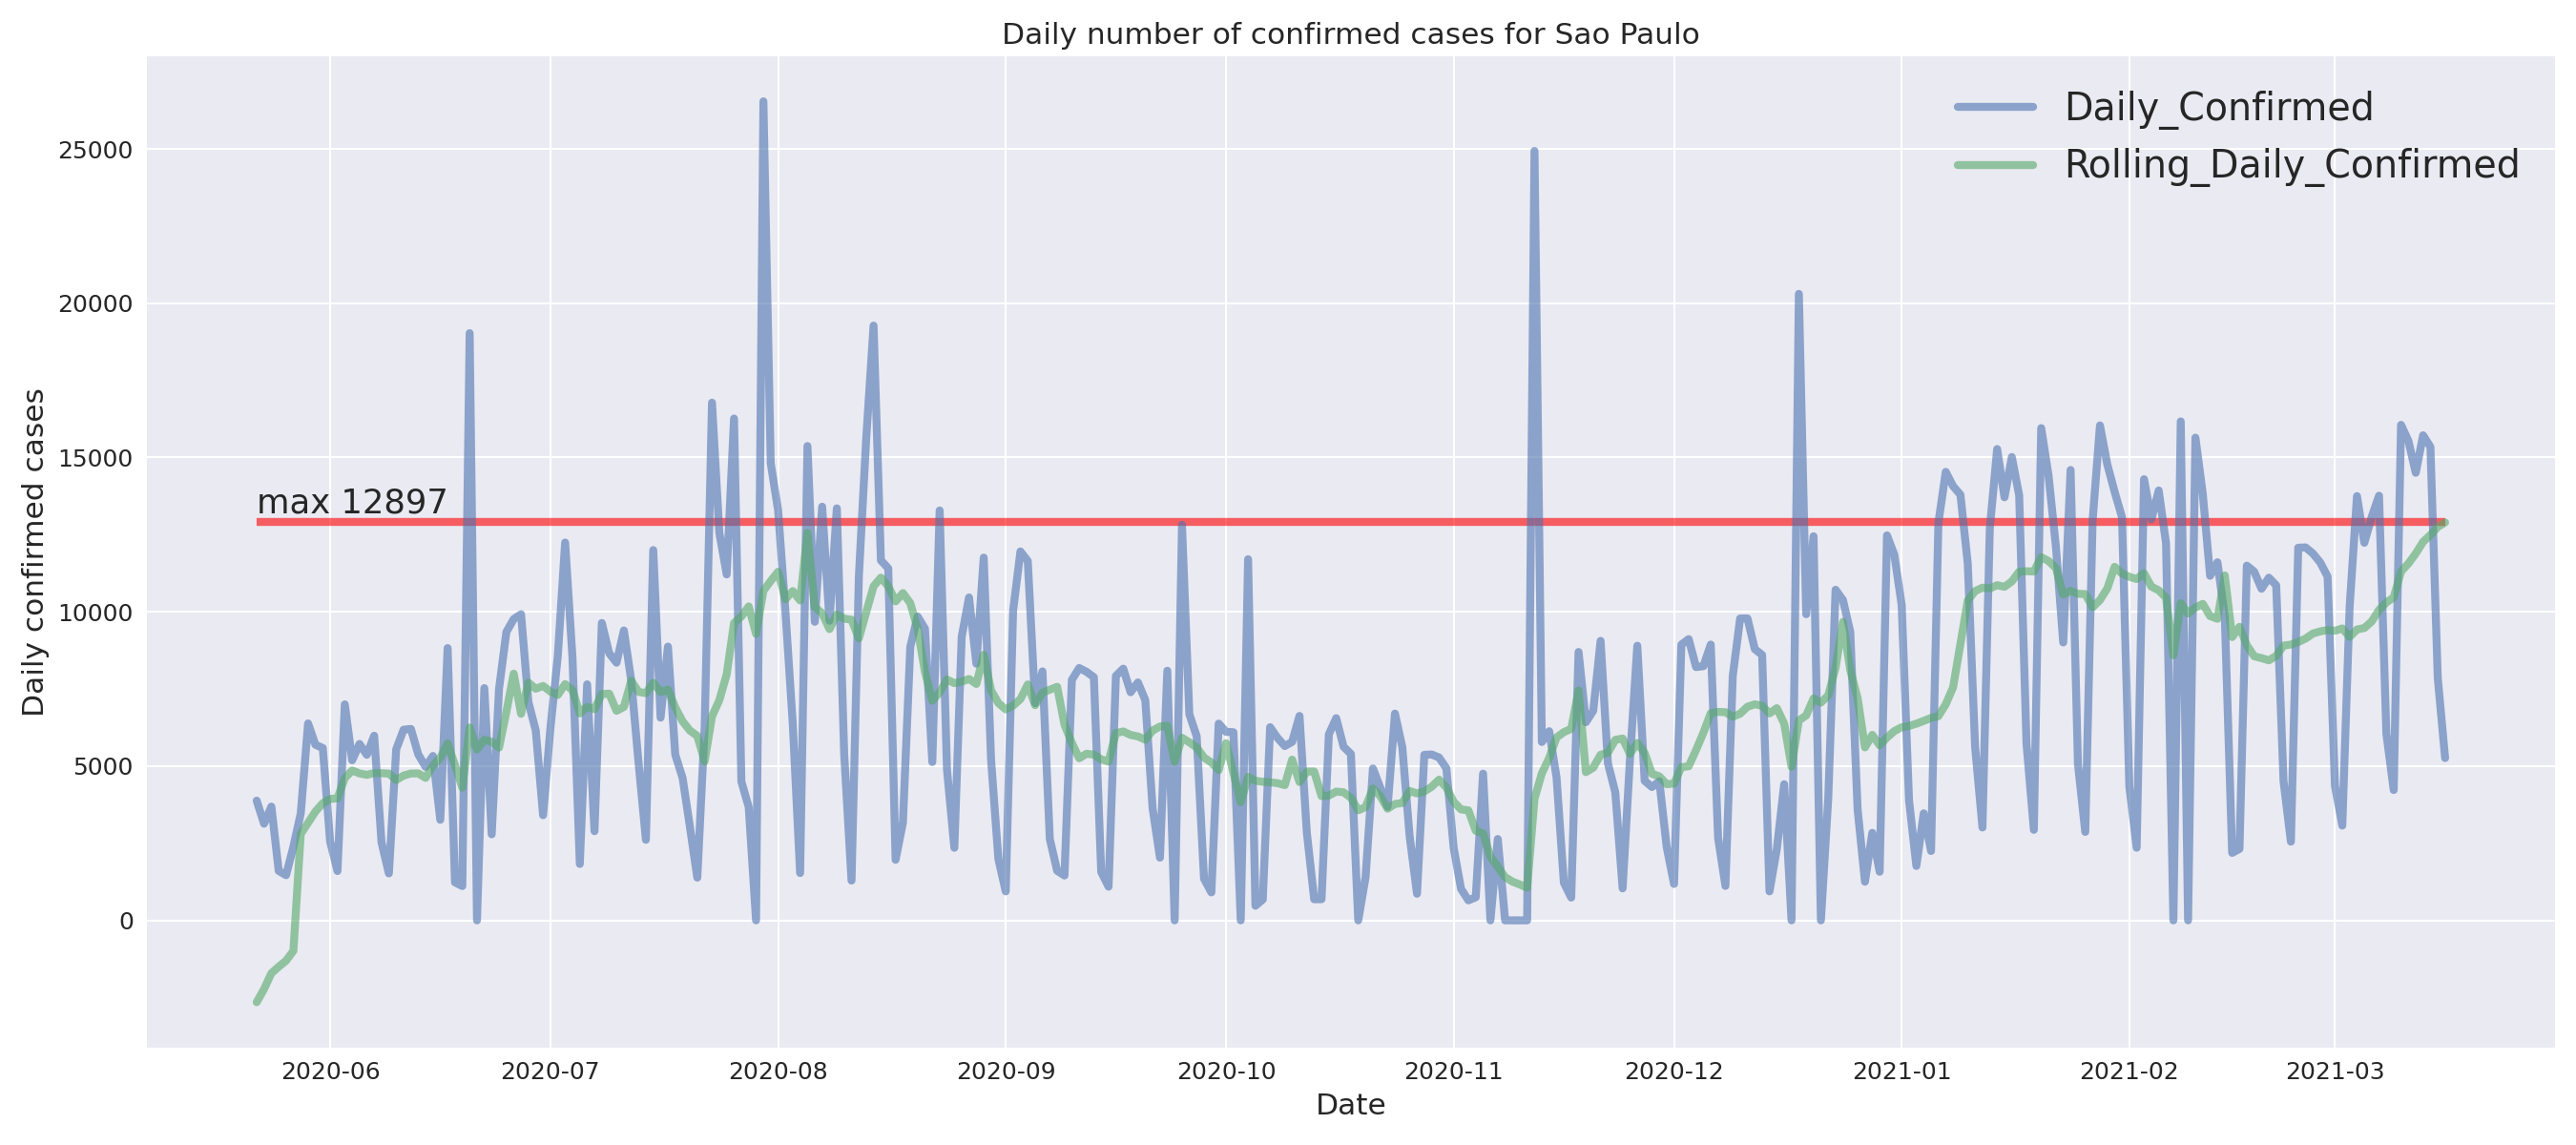 Daily number of confirmed cases for Sao Paulo
Daily_Confirmed
Rolling_Daily_Confirmed
25000
20000
15000
10000
5000
0
Daily confirmed cases
max 12897
2020-06 2020-07 2020-08 2020-09 2020-10 2020-11 2020-12 2021-01 2021-02 2021-03
Date